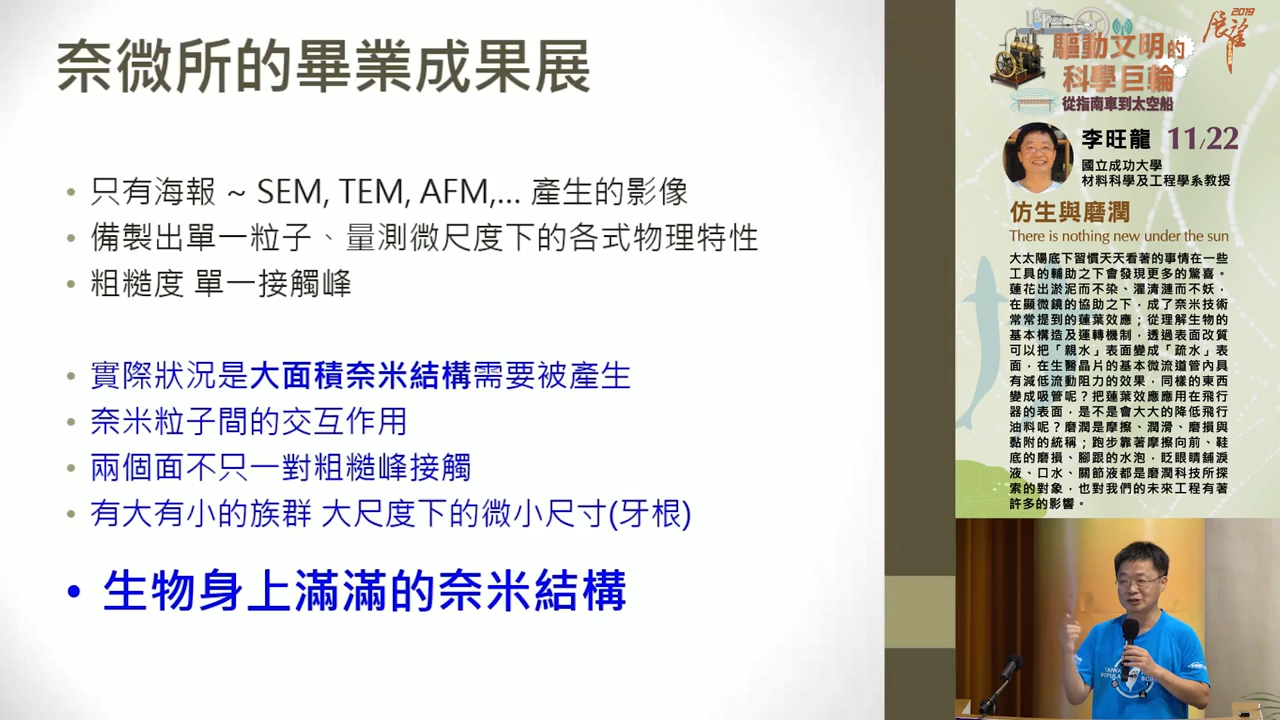 奈微所的畢業成果展
• 只有海報 ~ SEM, TEM, AFM,... 產生的影像
• 備製出單一粒子、量測微尺度下的各式物理特性
• 粗糙度 單一接觸峰
• 實際狀況是大面積奈米結構需要被產生
• 奈米粒子間的交互作用
• 兩個面不只一對粗糙峰接觸
• 有大有小的族群 大尺度下的微小尺寸(牙根)
• 生物身上滿滿的奈米結構
2019
展望
驅動文明的
科學巨輪
從指南車到太空船
李旺龍 11/22
國立成功大學
材料科學及工程學系教授
仿生與磨潤
There is nothing new under the sun
大太陽底下習慣天天看著的事情在一些
工具的輔助之下會發現更多的驚喜。
蓮花出淤泥而不染、濯清漣而不妖，
在顯微鏡的協助之下，成了奈米技術
常常提到的蓮葉效應；從理解生物的
基本構造及運轉機制，透過表面改質
可以把「親水」表面變成「疏水」表
面，在生醫晶片的基本微流道管內具
有減低流動阻力的效果，同樣的東西
變成吸管呢？把蓮葉效應應用在飛行
器的表面，是不是會大大的降低飛行
油料呢？磨潤是摩擦、潤滑、磨損與
黏附的統稱；跑步靠著摩擦向前、鞋
底的磨損、腳跟的水泡，眨眼睛舖淚
液、口水、關節液都是磨潤科技所探
索的對象，也對我們的未來工程有著
許多的影響。